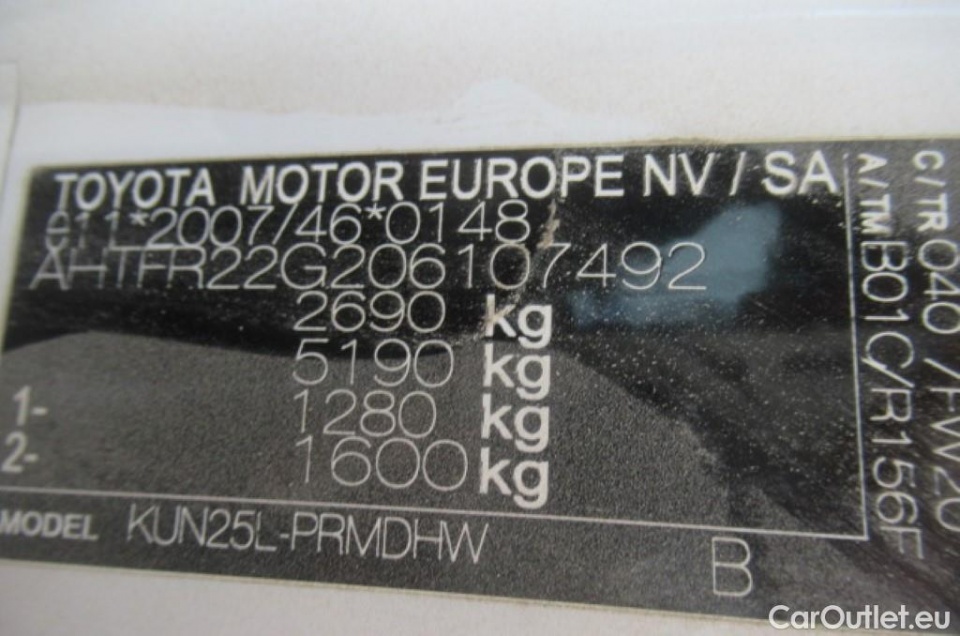 TOYOTA MOTOR EUROPE NV / SA
e11*2007/46*0148
AHTFR22G206107492
2690 kg
5190 kg
1- 1280 kg
2- 1600 kg
MODEL KUN25L-PRMDHW
B
C/TR 040 /FW20
A/TM B01C/R156F
CarOutlet.eu